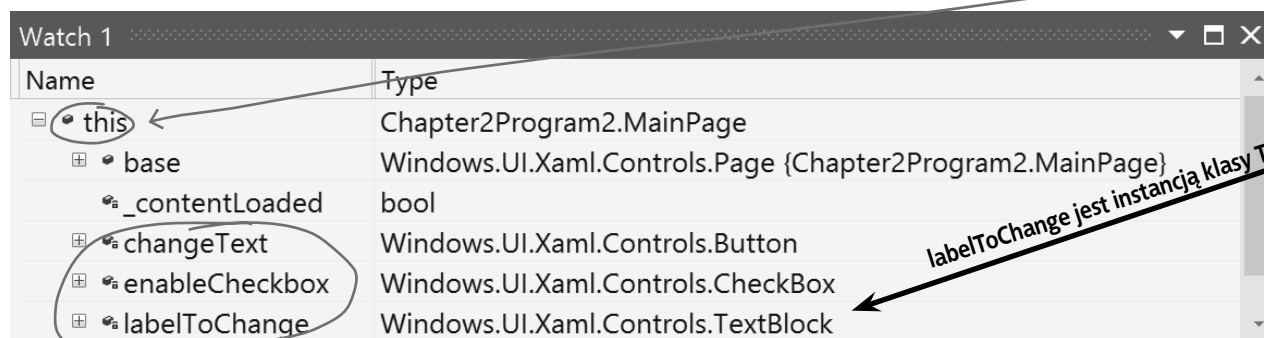 Watch 1
Name Type
this Chapter2Program2.MainPage
base Windows.UI.Xaml.Controls.Page {Chapter2Program2.MainPage}
_contentLoaded bool
changeText Windows.UI.Xaml.Controls.Button
enableCheckbox Windows.UI.Xaml.Controls.CheckBox
labelToChange Windows.UI.Xaml.Controls.TextBlock
labelToChange jest instancją klasy